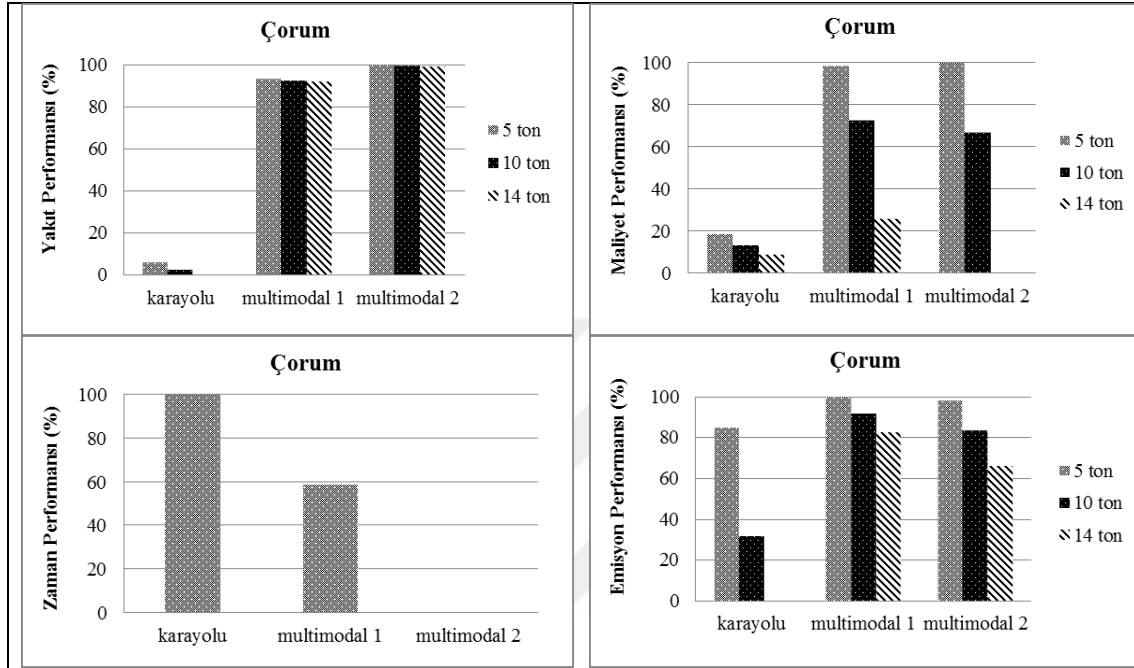 Çorum
Yakıt Performansı (%)
100
80
60
40
20
0
karayolu multimodal 1 multimodal 2
5 ton
10 ton
14 ton
Çorum
Maliyet Performansı (%)
100
80
60
40
20
0
karayolu multimodal 1 multimodal 2
5 ton
10 ton
14 ton
Çorum
Zaman Performansı (%)
100
80
60
40
20
0
karayolu multimodal 1 multimodal 2
Çorum
Emisyon Performansı (%)
100
80
60
40
20
0
karayolu multimodal 1 multimodal 2
5 ton
10 ton
14 ton